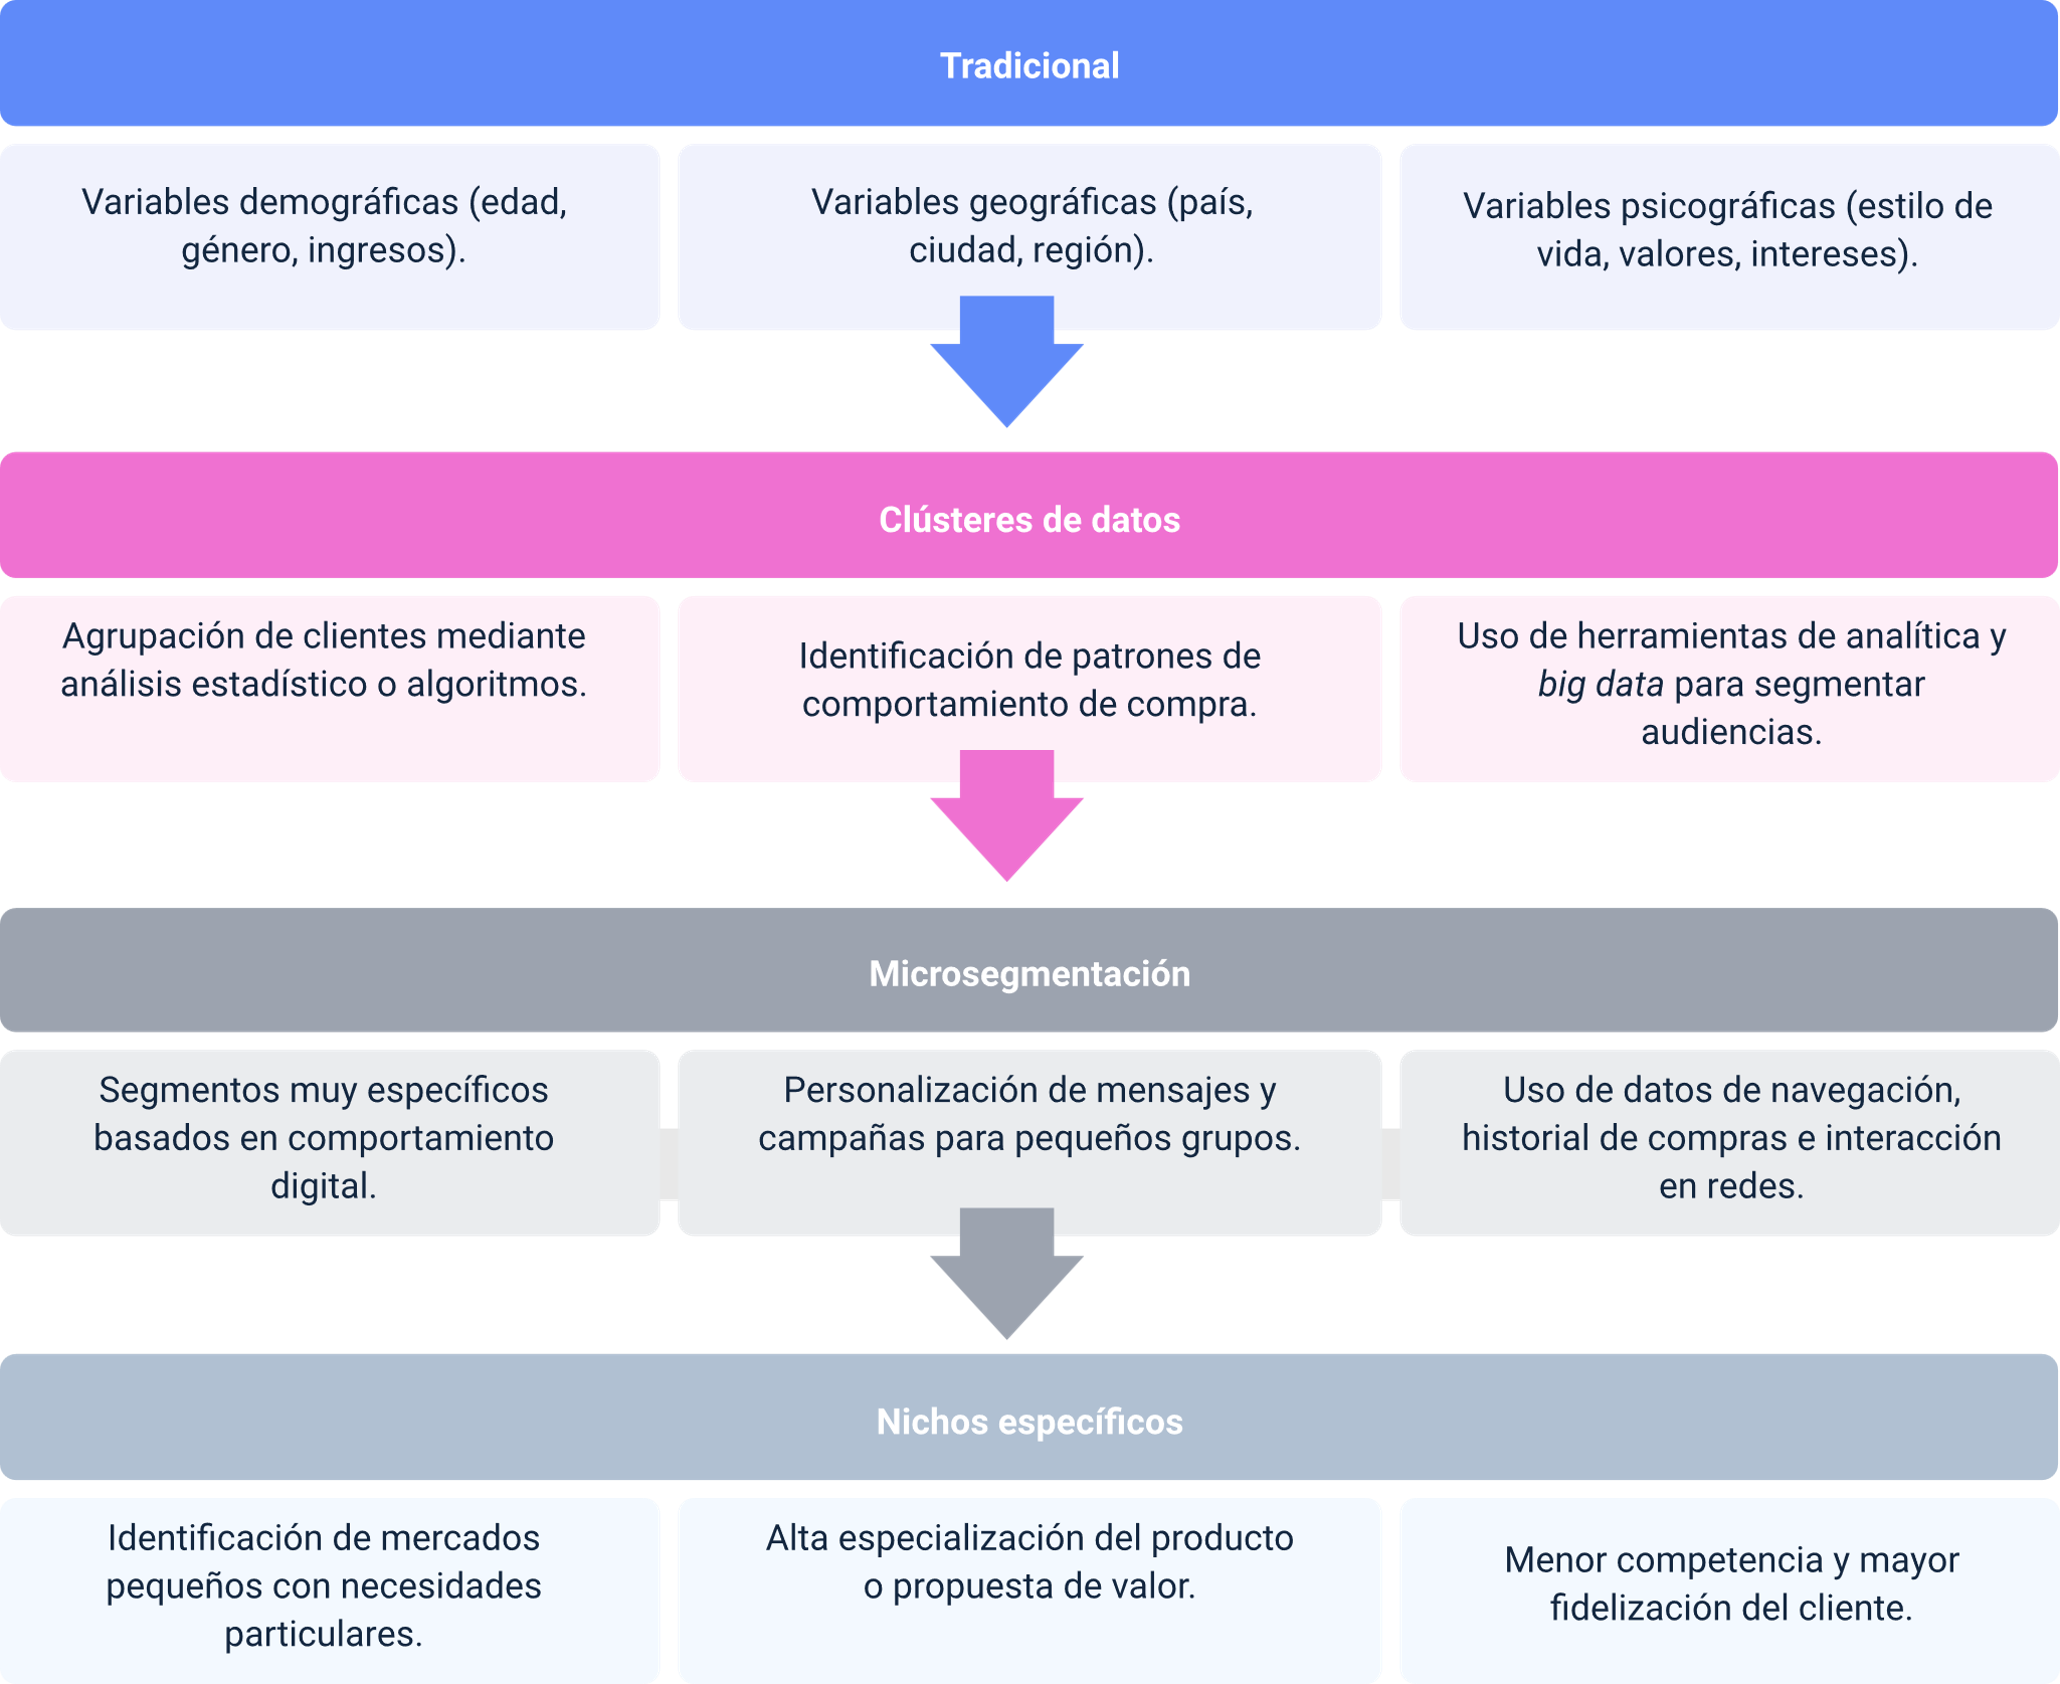 Tradicional
Variables demográficas (edad,
género, ingresos).
Variables geográficas (país,
ciudad, región).
Variables psicográficas (estilo de
vida, valores, intereses).
Clústeres de datos
Agrupación de clientes mediante
análisis estadístico o algoritmos.
Identificación de patrones de
comportamiento de compra.
Uso de herramientas de analítica y
big data para segmentar
audiencias.
Microsegmentación
Segmentos muy específicos
basados en comportamiento
digital.
Personalización de mensajes y
campañas para pequeños grupos.
Uso de datos de navegación,
historial de compras e interacción
en redes.
Nichos específicos
Identificación de mercados
pequeños con necesidades
particulares.
Alta especialización del producto
o propuesta de valor.
Menor competencia y mayor
fidelización del cliente.